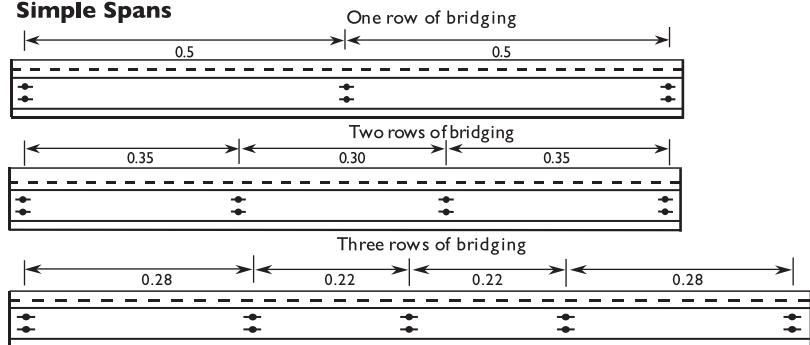 Simple Spans
One row of bridging
0.5 0.5
Two rows of bridging
0.35 0.30 0.35
Three rows of bridging
0.28 0.22 0.22 0.28